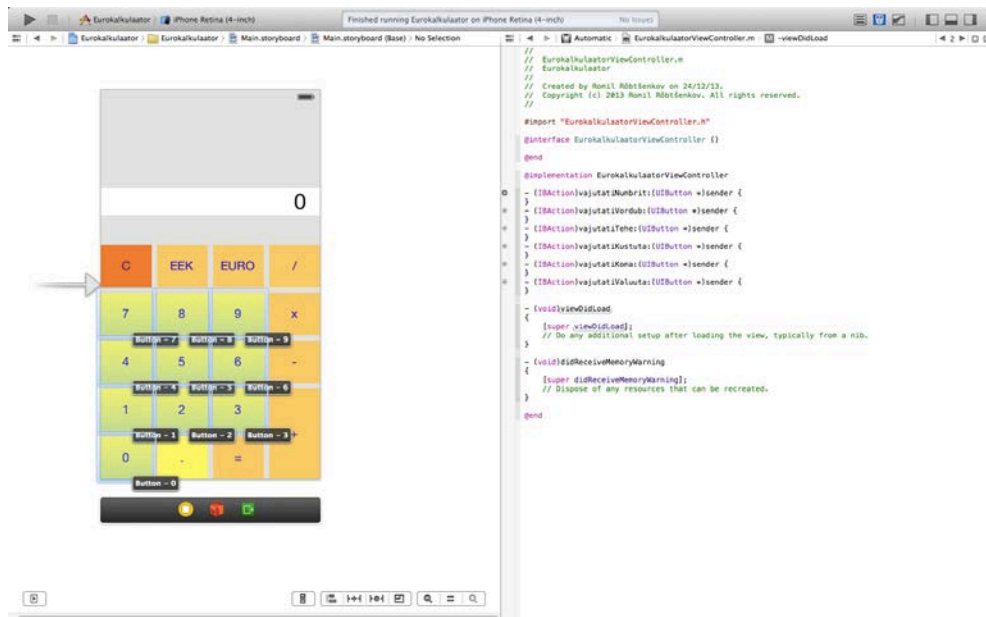 Eurokalkulaator iPhone Retina (4-inch) Finished running Eurokalkulaator on iPhone Retina (4-inch) No Issues
Eurokalkulaator Eurokalkulaator Main.storyboard Main.storyboard (Base) No Selection
Automatic EurokalkulaatorViewController.m -viewDidLoad 2
0
C EEK EURO /
7 8 9 x
Button - 7 Button - 8 Button - 9
4 5 6 -
Button - 4 Button - 5 Button - 6
1 2 3
Button - 1 Button - 2 Button - 3 +
0 . =
Button - 0
//
// EurokalkulaatorViewController.m
// Eurokalkulaator
//
// Created by Romil Rõbtšenkov on 24/12/13.
// Copyright (c) 2013 Romil Rõbtšenkov. All rights reserved.
//
#import "EurokalkulaatorViewController.h"
@interface EurokalkulaatorViewController ()
@end
@implementation EurokalkulaatorViewController
- (IBAction)vajutatiNumbrit:(UIButton *)sender {
}
- (IBAction)vajutatiVordub:(UIButton *)sender {
}
- (IBAction)vajutatiTehe:(UIButton *)sender {
}
- (IBAction)vajutatiKustuta:(UIButton *)sender {
}
- (IBAction)vajutatiKoma:(UIButton *)sender {
}
- (IBAction)vajutatiValuuta:(UIButton *)sender {
}
- (void)viewDidLoad
{
[super viewDidLoad];
// Do any additional setup after loading the view, typically from a nib.
}
- (void)didReceiveMemoryWarning
{
[super didReceiveMemoryWarning];
// Dispose of any resources that can be recreated.
}
@end